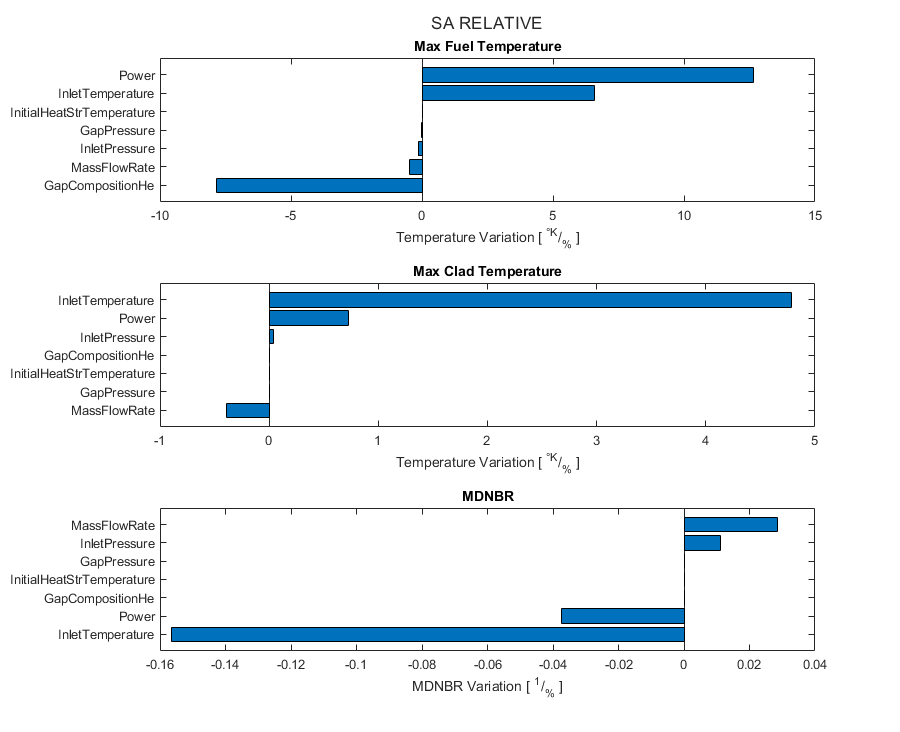 SA RELATIVE
Max Fuel Temperature
Power
InletTemperature
InitialHeatStrTemperature
GapPressure
InletPressure
MassFlowRate
GapCompositionHe
-10 -5 0 5 10 15
Temperature Variation [ °K/% ]
Max Clad Temperature
InletTemperature
Power
InletPressure
GapCompositionHe
InitialHeatStrTemperature
GapPressure
MassFlowRate
-1 0 1 2 3 4 5
Temperature Variation [ °K/% ]
MDNBR
MassFlowRate
InletPressure
GapPressure
InitialHeatStrTemperature
GapCompositionHe
Power
InletTemperature
-0.16 -0.14 -0.12 -0.1 -0.08 -0.06 -0.04 -0.02 0 0.02 0.04
MDNBR Variation [ 1/% ]